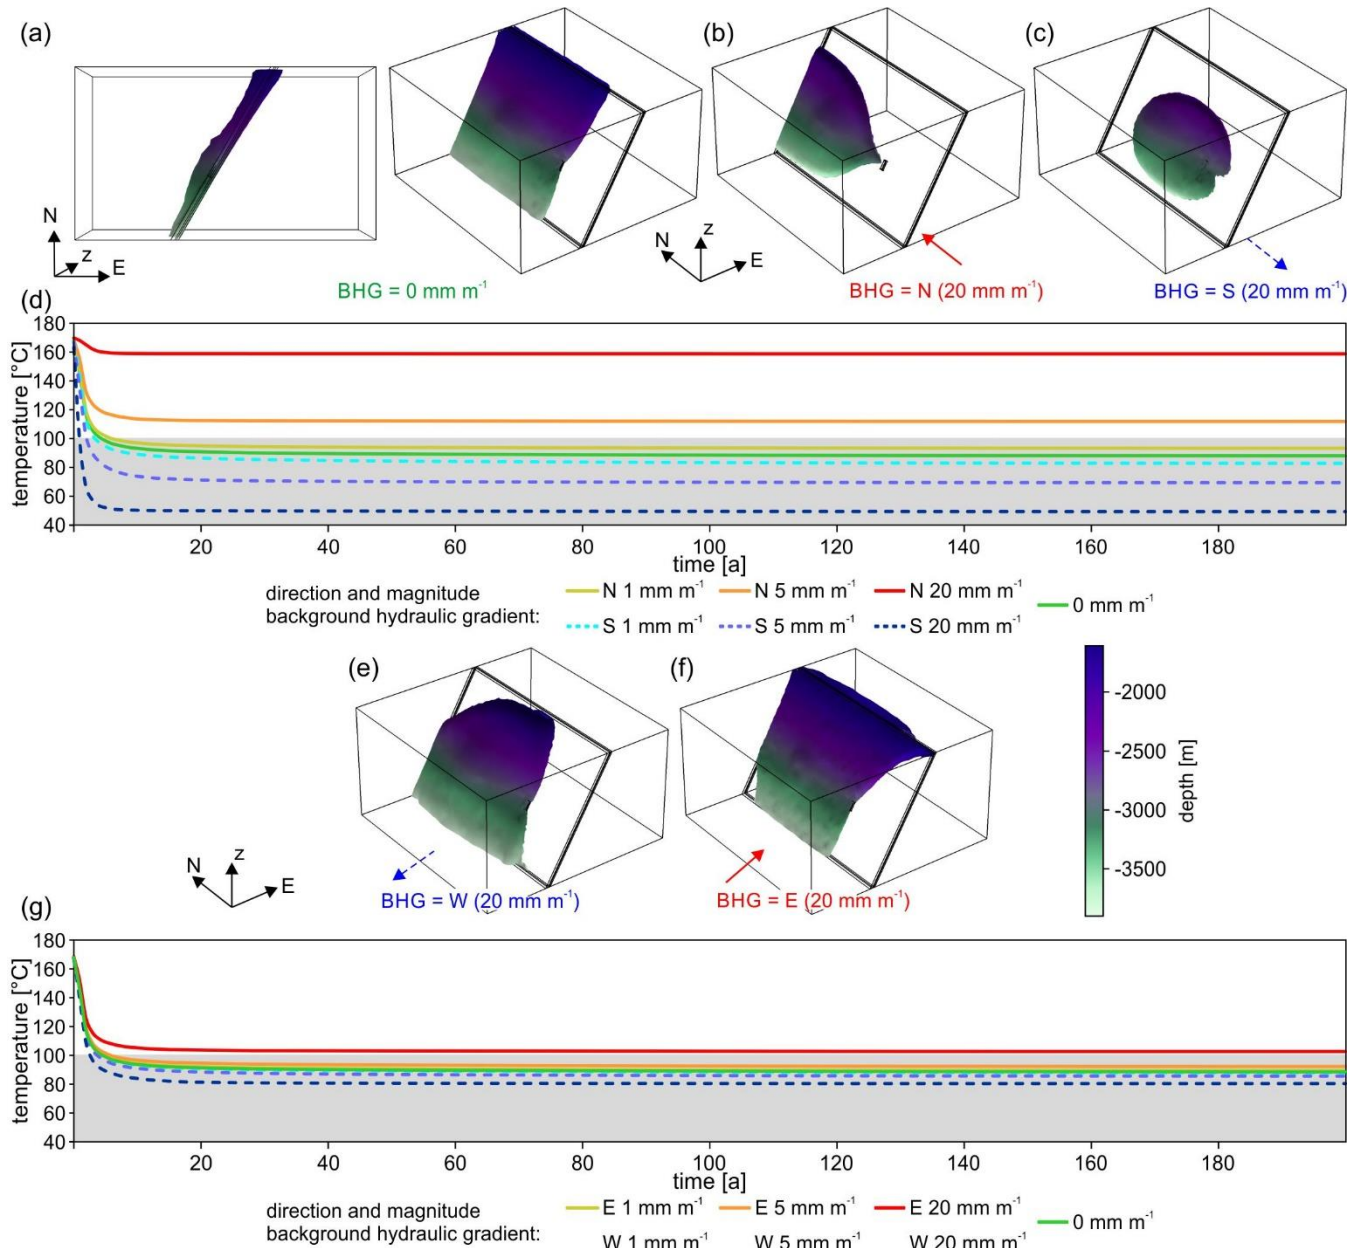 (a)
(b)
(c)
N
z
E
N
z
E
BHG = 0 mm m⁻¹
BHG = N (20 mm m⁻¹)
BHG = S (20 mm m⁻¹)
(d)
temperature [°C]
180
160
140
120
100
80
60
40
20 40 60 80 100 120 140 160 180
time [a]
direction and magnitude
background hydraulic gradient:
N 1 mm m⁻¹ N 5 mm m⁻¹ N 20 mm m⁻¹ 0 mm m⁻¹
S 1 mm m⁻¹ S 5 mm m⁻¹ S 20 mm m⁻¹
(e)
(f)
-2000
-2500
-3000
-3500
depth [m]
N
z
E
BHG = W (20 mm m⁻¹)
BHG = E (20 mm m⁻¹)
(g)
temperature [°C]
180
160
140
120
100
80
60
40
20 40 60 80 100 120 140 160 180
time [a]
direction and magnitude
background hydraulic gradient:
E 1 mm m⁻¹ E 5 mm m⁻¹ E 20 mm m⁻¹ 0 mm m⁻¹
W 1 mm m⁻¹ W 5 mm m⁻¹ W 20 mm m⁻¹